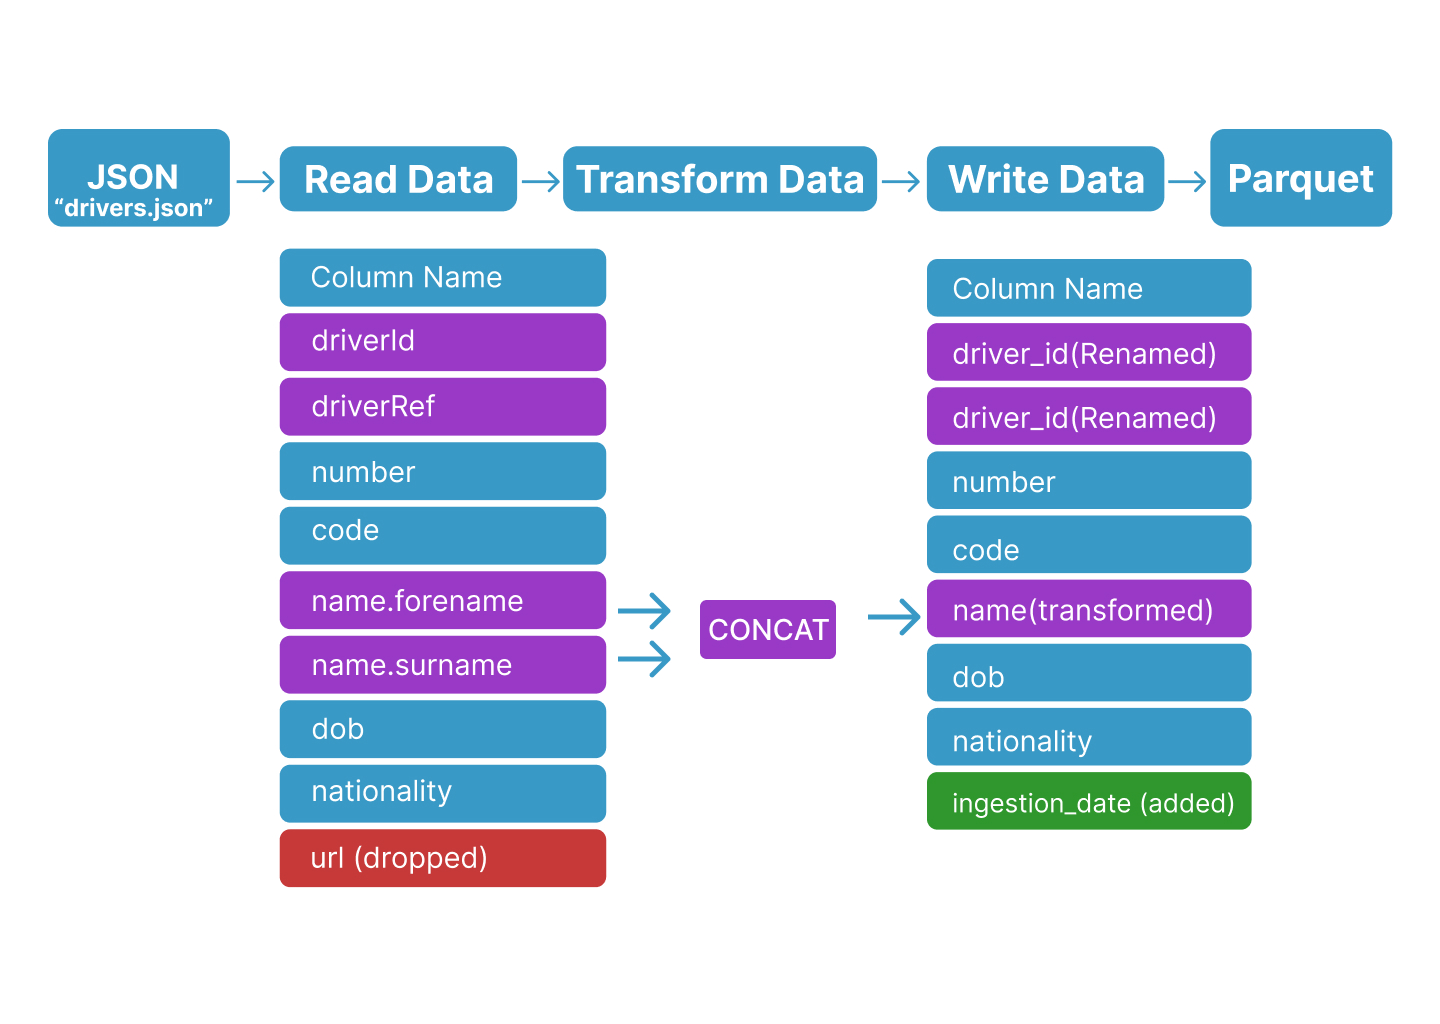 JSON
“drivers.json”
Read Data
Transform Data
Write Data
Parquet
Column Name
driverId
driverRef
number
code
name.forename
name.surname
dob
nationality
url (dropped)
CONCAT
Column Name
driver_id(Renamed)
driver_id(Renamed)
number
code
name(transformed)
dob
nationality
ingestion_date (added)